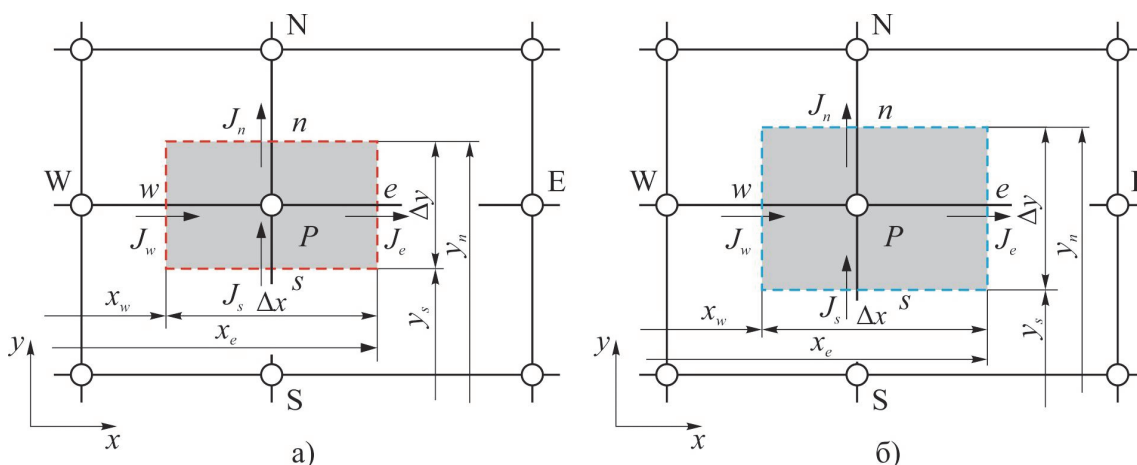 N
J_n n
W w e E
J_w P J_e
Δy y_n
J_s s
x_w Δx y_s
x_e
y
x S
а)
N
J_n n
W w e
J_w P J_e
Δy y_n
J_s s
x_w Δx y_s
x_e
y
x S
б)